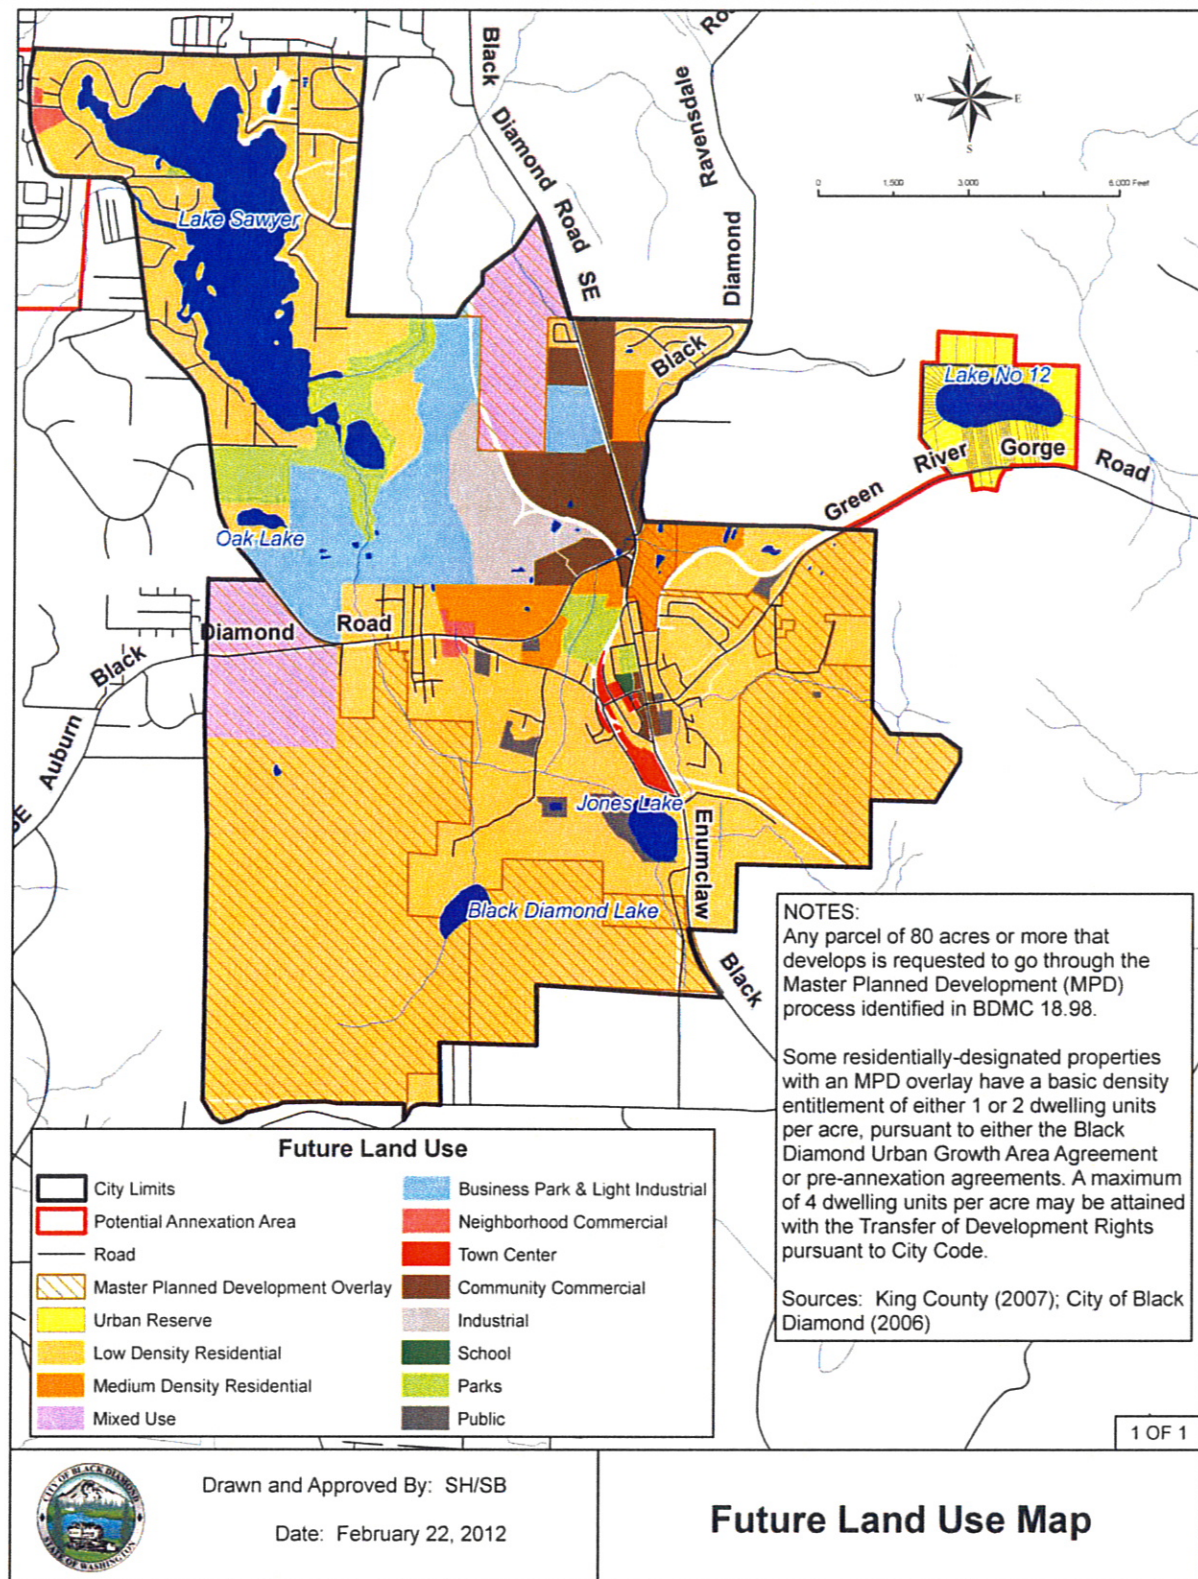 Black
Diamond
Road
SE
Ro
Ravensdale
Diamond
Black
N
W
E
S
0
1,500
3,000
6,000 Feet
Lake Sawyer
Lake No 12
River
Gorge
Road
Green
Oak Lake
Black
Diamond
Road
Auburn
SE
Jones Lake
Enumclaw
Black Diamond Lake
Black
NOTES:
Any parcel of 80 acres or more that
develops is requested to go through the
Master Planned Development (MPD)
process identified in BDMC 18.98.
Some residentially-designated properties
with an MPD overlay have a basic density
entitlement of either 1 or 2 dwelling units
per acre, pursuant to either the Black
Diamond Urban Growth Area Agreement
or pre-annexation agreements. A maximum
of 4 dwelling units per acre may be attained
with the Transfer of Development Rights
pursuant to City Code.
Sources: King County (2007); City of Black
Diamond (2006)
Future Land Use
City Limits
Potential Annexation Area
Road
Master Planned Development Overlay
Urban Reserve
Low Density Residential
Medium Density Residential
Mixed Use
Business Park & Light Industrial
Neighborhood Commercial
Town Center
Community Commercial
Industrial
School
Parks
Public
1 OF 1
CITY OF BLACK DIAMOND
STATE OF WASHINGTON
Drawn and Approved By: SH/SB
Date: February 22, 2012
Future Land Use Map